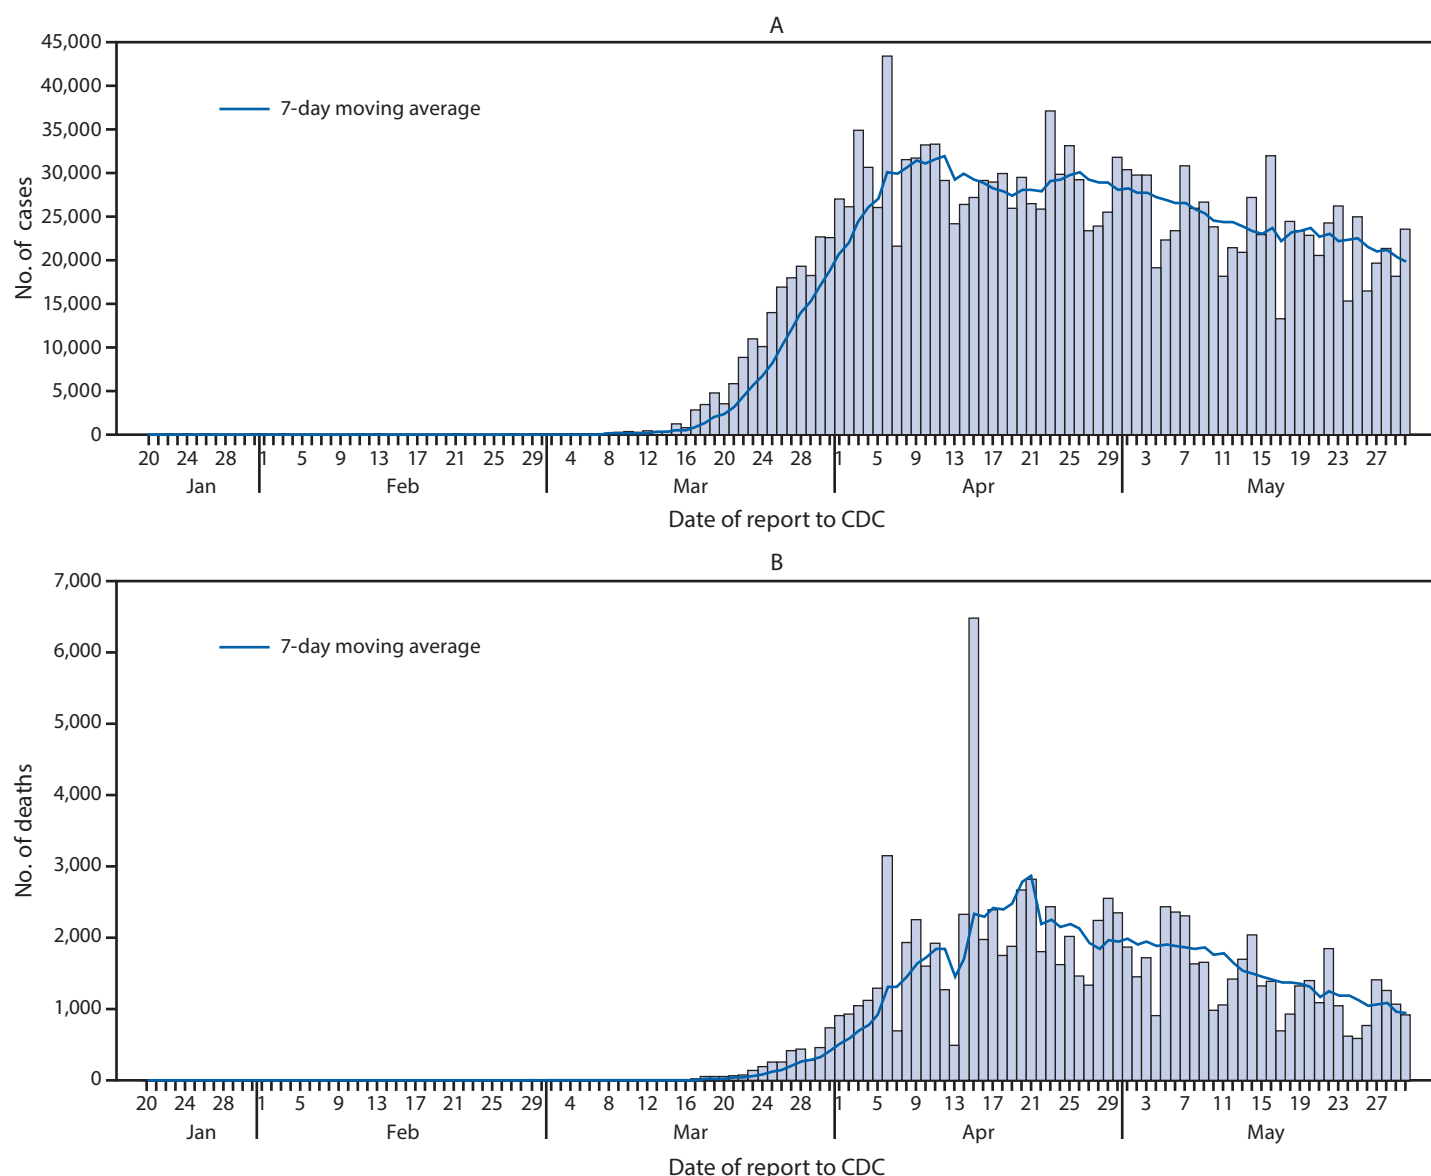 A
45,000
40,000
35,000
30,000
25,000
20,000
15,000
10,000
5,000
0
No. of cases
7-day moving average
20 24 28 1 5 9 13 17 21 25 29 4 8 12 16 20 24 28 1 5 9 13 17 21 25 29 3 7 11 15 19 23 27
Jan Feb Mar Apr May
Date of report to CDC
B
7,000
6,000
5,000
4,000
3,000
2,000
1,000
0
No. of deaths
7-day moving average
20 24 28 1 5 9 13 17 21 25 29 4 8 12 16 20 24 28 1 5 9 13 17 21 25 29 3 7 11 15 19 23 27
Jan Feb Mar Apr May
Date of report to CDC